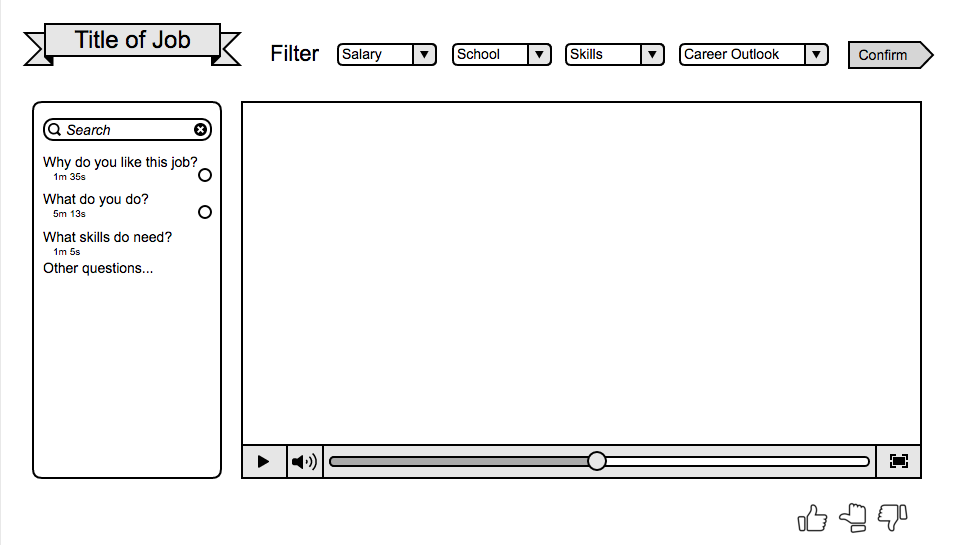 Title of Job
Filter
Salary
School
Skills
Career Outlook
Confirm
Search
Why do you like this job?
1m 35s
What do you do?
5m 13s
What skills do need?
1m 5s
Other questions...